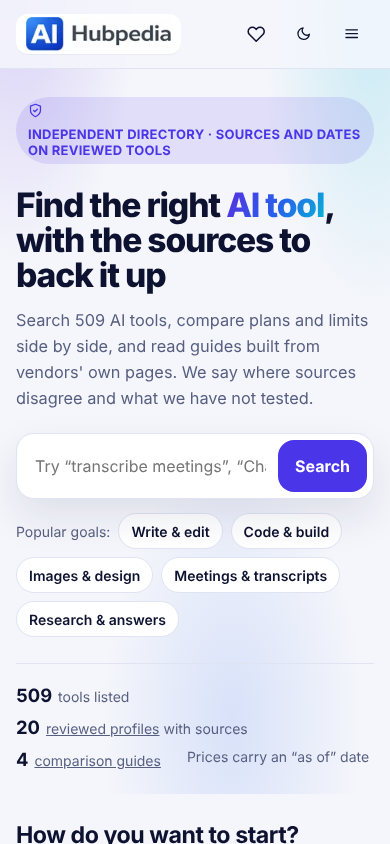 AI Hubpedia
INDEPENDENT DIRECTORY · SOURCES AND DATES
ON REVIEWED TOOLS
Find the right AI tool,
with the sources to
back it up
Search 509 AI tools, compare plans and limits
side by side, and read guides built from
vendors' own pages. We say where sources
disagree and what we have not tested.
Try “transcribe meetings”, “Cha
Search
Popular goals:
Write & edit
Code & build
Images & design
Meetings & transcripts
Research & answers
509 tools listed
20 reviewed profiles with sources
4 comparison guides
Prices carry an “as of” date
How do you want to start?